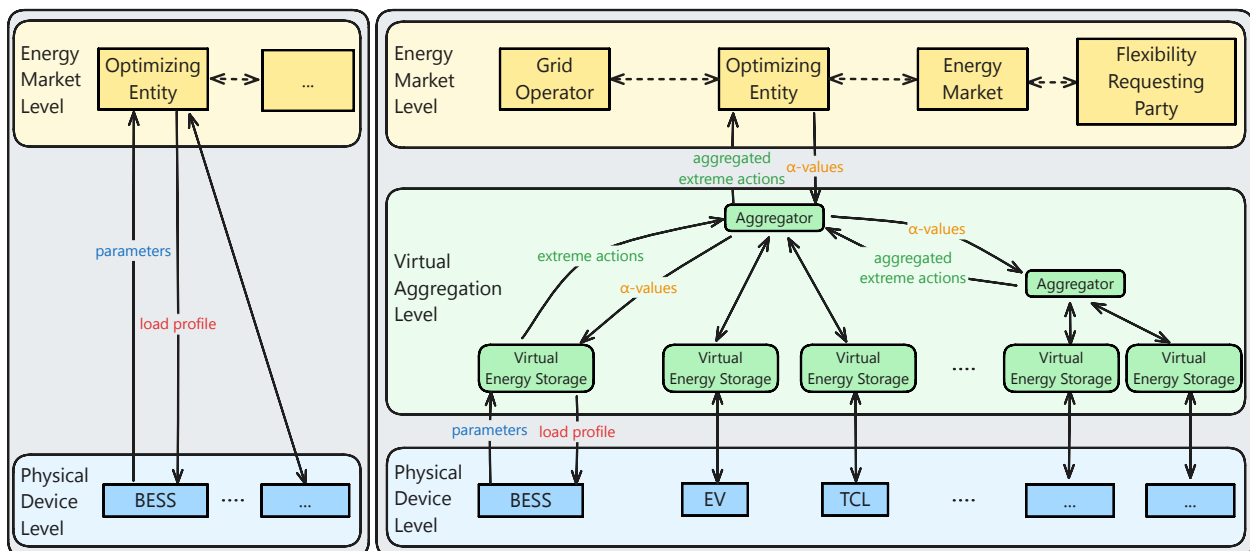 Energy
Market
Level
Optimizing
Entity
...
parameters
load profile
Physical
Device
Level
BESS
....
...
Energy
Market
Level
Grid
Operator
Optimizing
Entity
Energy
Market
Flexibility
Requesting
Party
aggregated
extreme actions
α-values
Virtual
Aggregation
Level
Aggregator
extreme actions
α-values
α-values
aggregated
extreme actions
Aggregator
Virtual
Energy Storage
Virtual
Energy Storage
Virtual
Energy Storage
....
Virtual
Energy Storage
Virtual
Energy Storage
parameters
load profile
Physical
Device
Level
BESS
EV
TCL
....
...
...